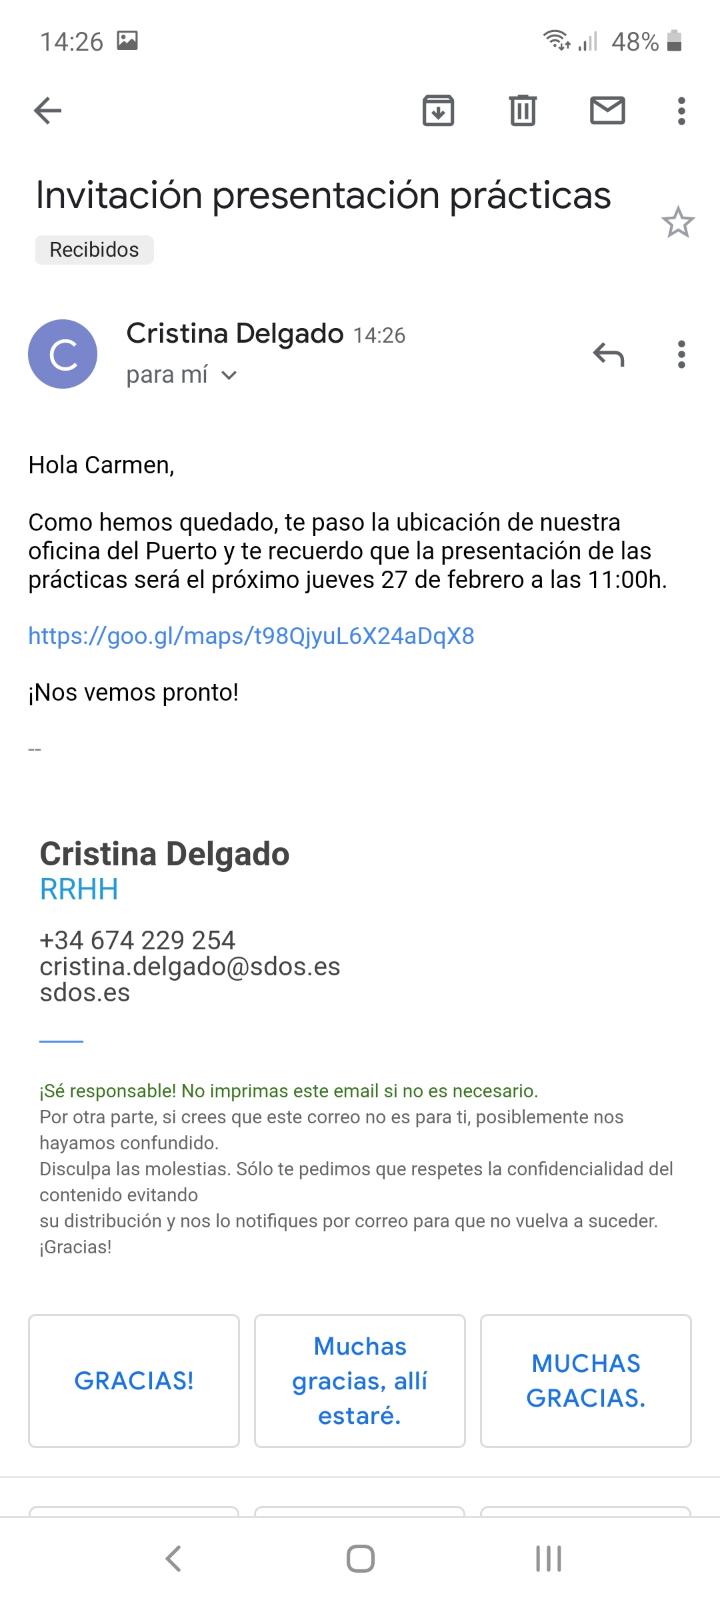 14:26
48%
Invitación presentación prácticas
Recibidos
C
Cristina Delgado 14:26
para mí
Hola Carmen,
Como hemos quedado, te paso la ubicación de nuestra
oficina del Puerto y te recuerdo que la presentación de las
prácticas será el próximo jueves 27 de febrero a las 11:00h.
https://goo.gl/maps/t98QjyuL6X24aDqX8
¡Nos vemos pronto!
--
Cristina Delgado
RRHH
+34 674 229 254
cristina.delgado@sdos.es
sdos.es
¡Sé responsable! No imprimas este email si no es necesario.
Por otra parte, si crees que este correo no es para ti, posiblemente nos
hayamos confundido.
Disculpa las molestias. Sólo te pedimos que respetes la confidencialidad del
contenido evitando
su distribución y nos lo notifiques por correo para que no vuelva a suceder.
¡Gracias!
GRACIAS!
Muchas
gracias, allí
estaré.
MUCHAS
GRACIAS.